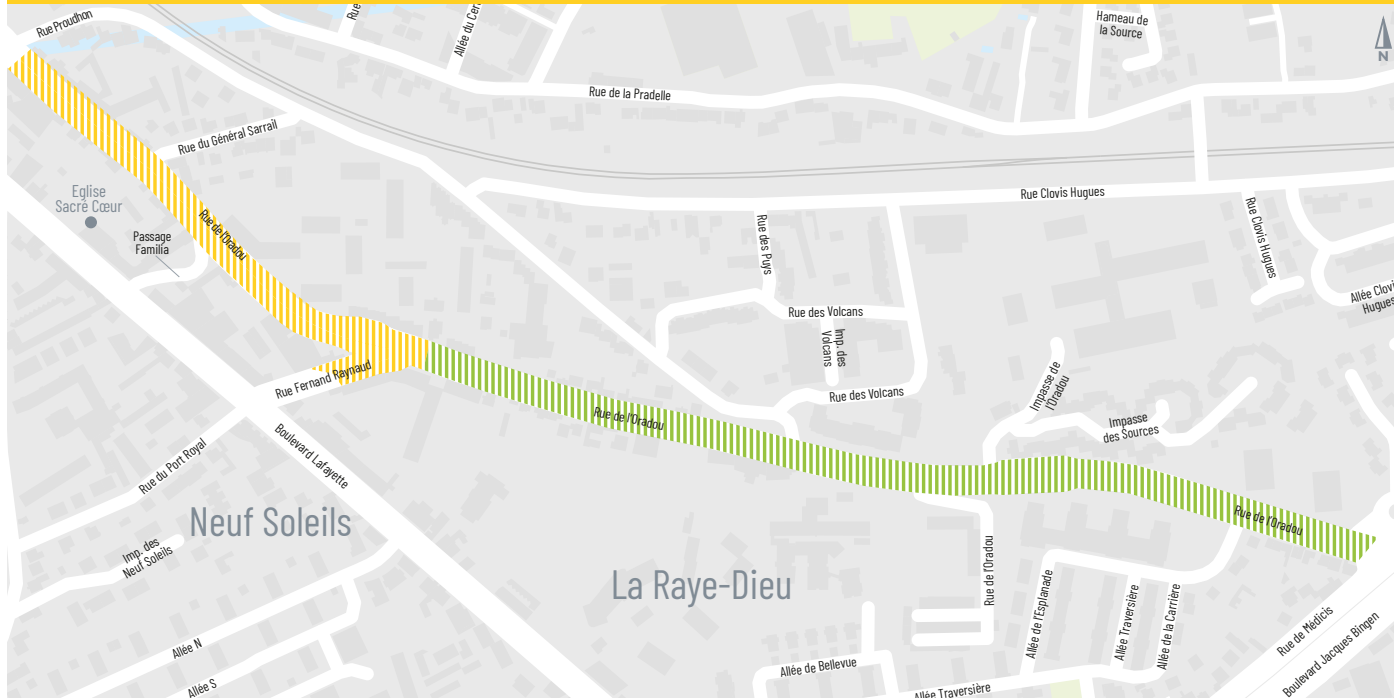 Rue Proudhon
Rue
Allée du Cer
Hameau de
la Source
N
Rue de la Pradelle
Rue du Général Sarrail
Eglise
Sacré Cœur
Passage
Familia
Rue de l'Oradou
Rue Clovis Hugues
Rue Clovis Hugues
Rue des Puys
Allée Clovi
Hugues
Rue des Volcans
Imp. des
Volcans
Rue Fernand Raynaud
Rue des Volcans
Impasse de
l'Oradou
Rue de l'Oradou
Impasse
des Sources
Rue du Port Royal
Boulevard Lafayette
Neuf Soleils
Rue de l'Oradou
Imp. des
Neuf Soleils
La Raye-Dieu
Rue de l'Oradou
Allée de l'Esplanade
Allée Traversière
Allée de la Carrière
Rue de Médicis
Boulevard Jacques Bingen
Allée N
Allée S
Allée de Bellevue
Allée Traversière